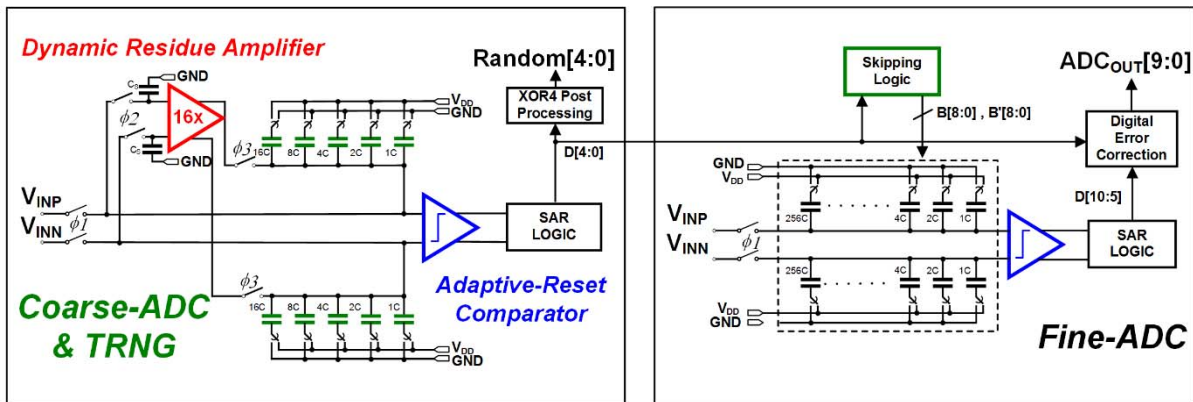 Dynamic Residue Amplifier
GND
Cs
ϕ2
16x
Cs
GND
ϕ3
16C 8C 4C 2C 1C
VDD
GND
Random[4:0]
XOR4 Post
Processing
D[4:0]
VINP
VINN
ϕ1
SAR
LOGIC
ϕ3
16C 8C 4C 2C 1C
VDD
GND
Adaptive-Reset
Comparator
Coarse-ADC
& TRNG
Skipping
Logic
B[8:0] , B'[8:0]
ADCOUT[9:0]
Digital
Error
Correction
D[10:5]
GND
VDD
256C 4C 2C 1C
VINP
VINN
ϕ1
256C 4C 2C 1C
VDD
GND
SAR
LOGIC
Fine-ADC